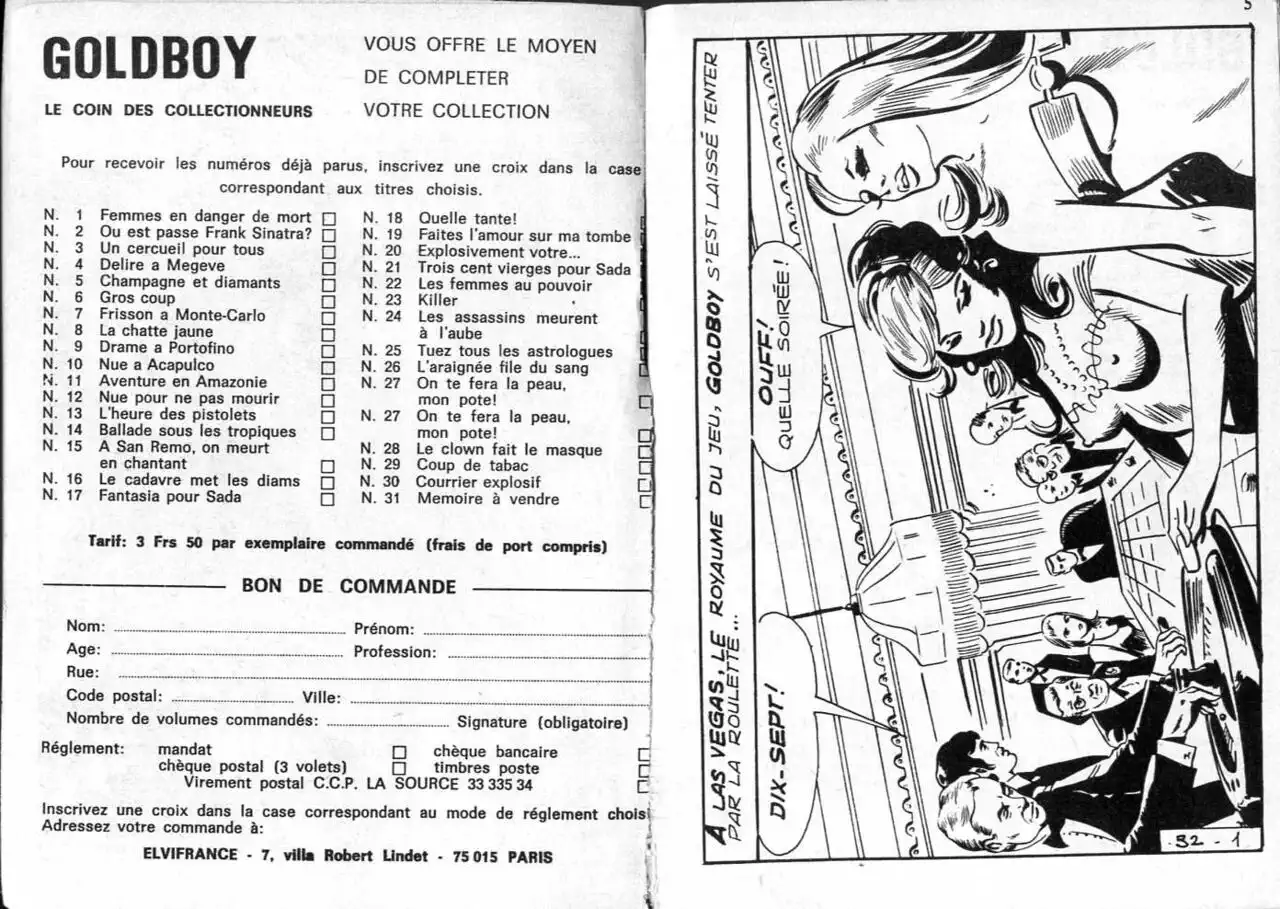 GOLDBOY
LE COIN DES COLLECTIONNEURS
VOUS OFFRE LE MOYEN
DE COMPLETER
VOTRE COLLECTION
Pour recevoir les numéros déjà parus, inscrivez une croix dans la case
correspondant aux titres choisis.
N. 1 Femmes en danger de mort
N. 2 Ou est passe Frank Sinatra?
N. 3 Un cercueil pour tous
N. 4 Delire a Megeve
N. 5 Champagne et diamants
N. 6 Gros coup
N. 7 Frisson a Monte-Carlo
N. 8 La chatte jaune
N. 9 Drame a Portofino
N. 10 Nue a Acapulco
N. 11 Aventure en Amazonie
N. 12 Nue pour ne pas mourir
N. 13 L'heure des pistolets
N. 14 Ballade sous les tropiques
N. 15 A San Remo, on meurt
en chantant
N. 16 Le cadavre met les diams
N. 17 Fantasia pour Sada
N. 18 Quelle tante!
N. 19 Faites l'amour sur ma tombe
N. 20 Explosivement votre...
N. 21 Trois cent vierges pour Sada
N. 22 Les femmes au pouvoir
N. 23 Killer
N. 24 Les assassins meurent
à l'aube
N. 25 Tuez tous les astrologues
N. 26 L'araignée file du sang
N. 27 On te fera la peau,
mon pote!
N. 27 On te fera la peau,
mon pote!
N. 28 Le clown fait le masque
N. 29 Coup de tabac
N. 30 Courrier explosif
N. 31 Memoire à vendre
Tarif: 3 Frs 50 par exemplaire commandé (frais de port compris)
BON DE COMMANDE
Nom: Prénom:
Age: Profession:
Rue:
Code postal: Ville:
Nombre de volumes commandés: Signature (obligatoire)
Réglement: mandat chèque bancaire
chèque postal (3 volets) timbres poste
Virement postal C.C.P. LA SOURCE 33 335 34
Inscrivez une croix dans la case correspondant au mode de réglement chois
Adressez votre commande à:
ELVIFRANCE - 7, villa Robert Lindet - 75 015 PARIS
5
A LAS VEGAS, LE ROYAUME DU JEU, GOLDBOY S'EST LAISSÉ TENTER
PAR LA ROULETTE...
DIX-SEPT!
OUFF!
QUELLE SOIRÉE!
32-1